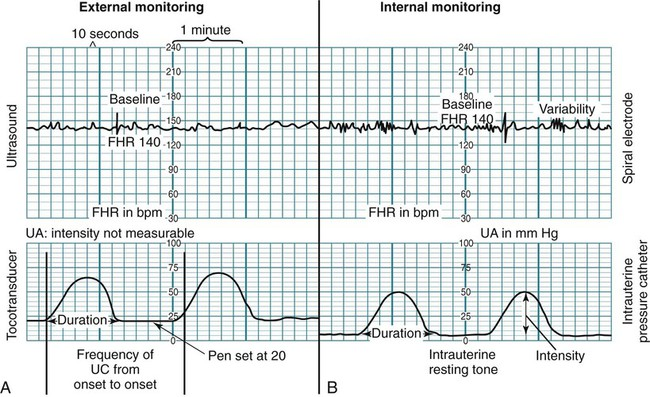 External monitoring
Internal monitoring
10 seconds
1 minute
240
240
210
210
180
180
Baseline
150
FHR 140
120
Baseline
FHR 140
150
120
Variability
90
90
60
60
FHR in bpm
FHR in bpm
30
30
Ultrasound
Spiral electrode
UA: intensity not measurable
UA in mm Hg
100
100
75
75
50
50
25
25
0
0
Duration
Duration
Tocotransducer
Intrauterine
pressure catheter
Frequency of
UC from
onset to onset
Pen set at 20
Intrauterine
resting tone
Intensity
A
B